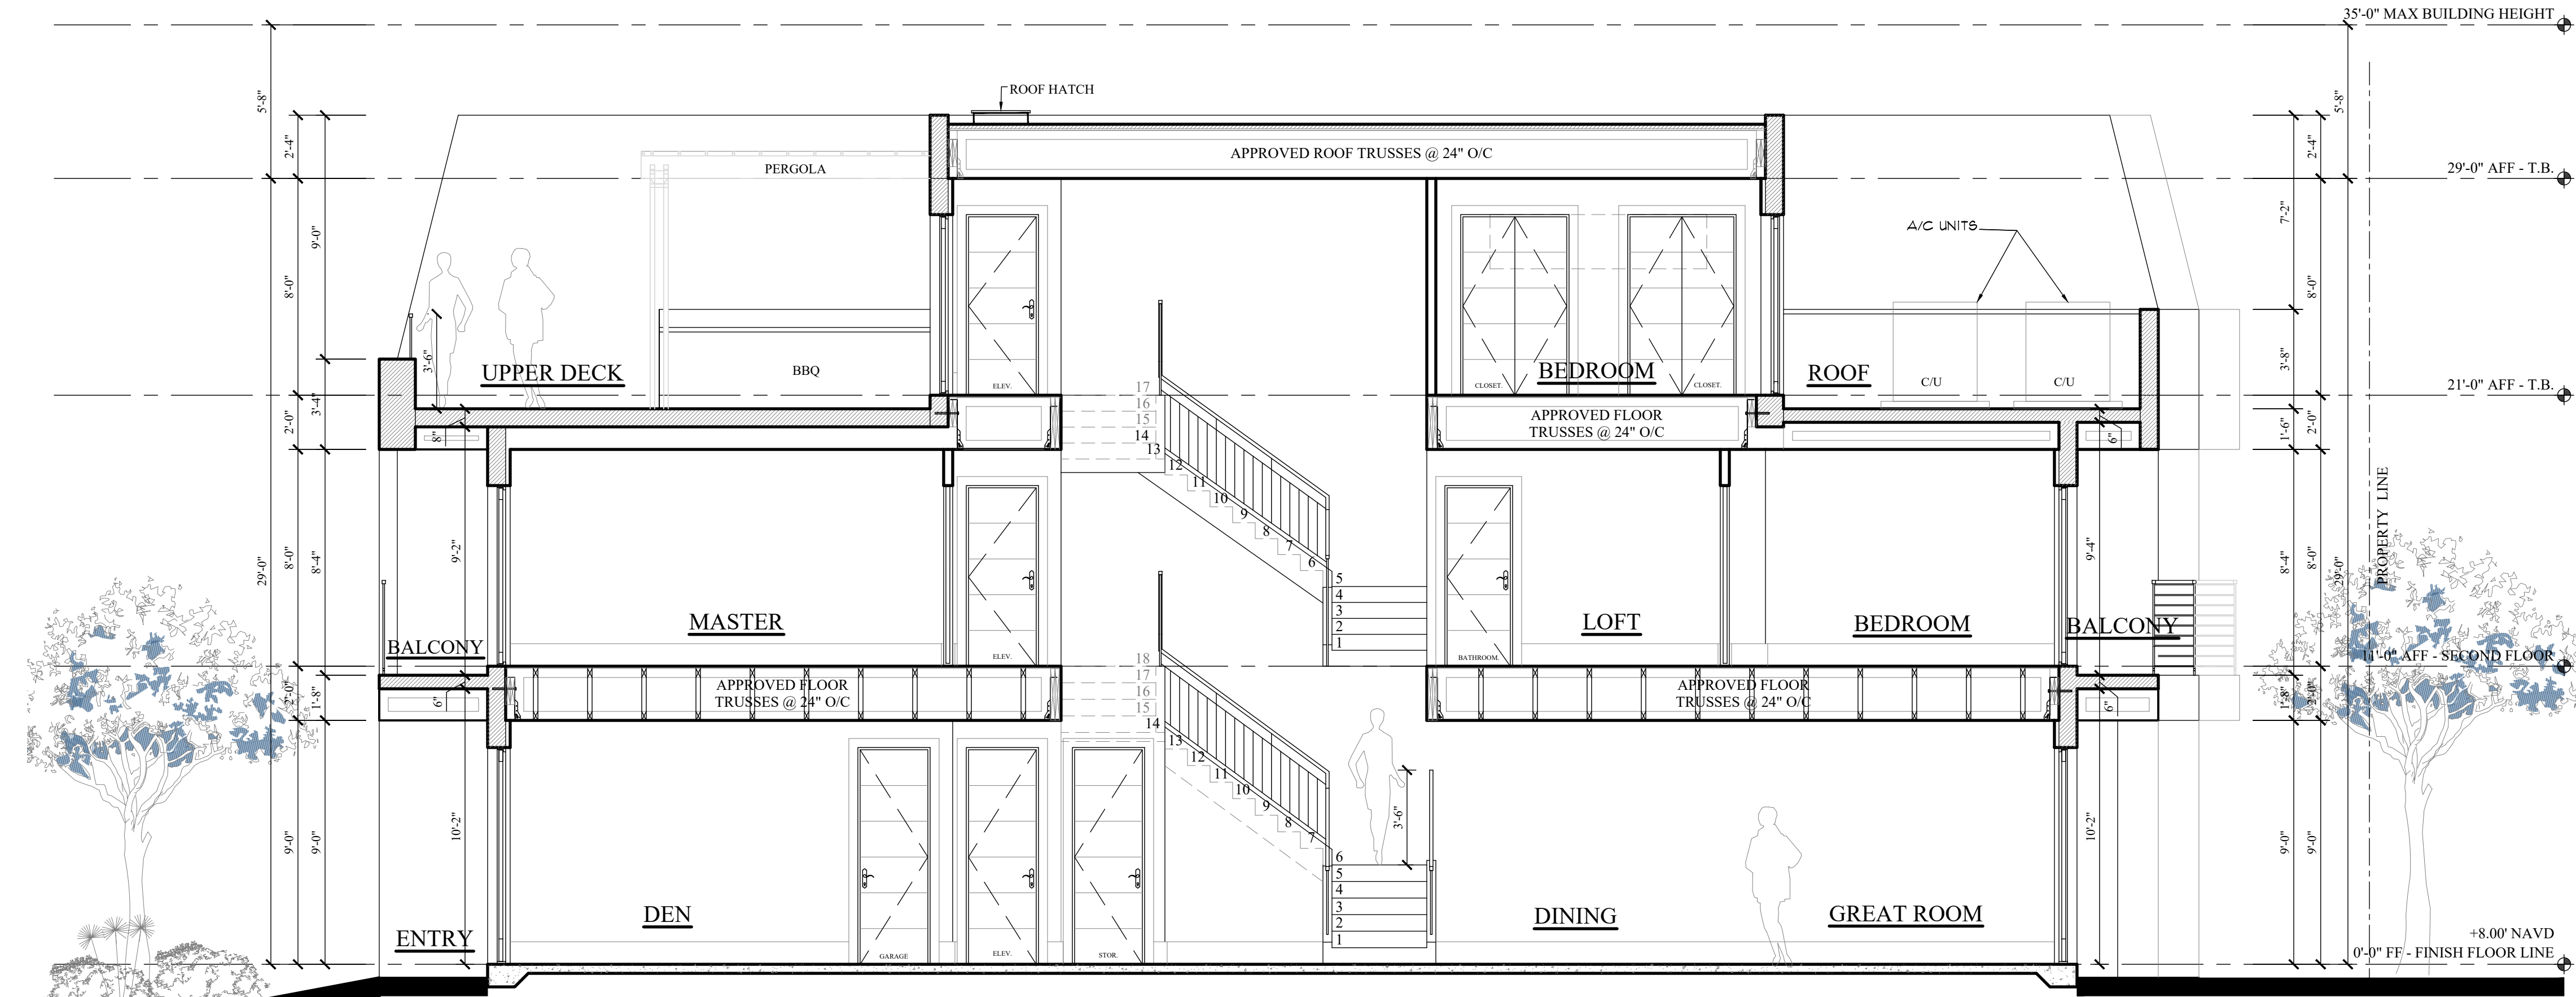 35'-0" MAX BUILDING HEIGHT
5'-8"
5'-8"
ROOF HATCH
2'-4"
APPROVED ROOF TRUSSES @ 24" O/C
2'-4"
PERGOLA
29'-0" AFF - T.B.
9'-0"
8'-0"
A/C UNITS
7'-2"
8'-0"
3'-6"
UPPER DECK
BBQ
ELEV.
CLOSET.
BEDROOM
CLOSET.
ROOF
C/U
C/U
3'-8"
21'-0" AFF - T.B.
3'-4"
2'-0"
8"
17
16
15
14
13
12
11
10
9
8
7
6
5
4
3
2
1
APPROVED FLOOR
TRUSSES @ 24" O/C
6"
1'-6"
2'-0"
29'-0"
8'-0"
8'-4"
9'-2"
MASTER
BALCONY
ELEV.
BATHROOM.
LOFT
BEDROOM
9'-4"
BALCONY
8'-4"
8'-0"
29'-0"
PROPERTY LINE
11'-0" AFF - SECOND FLOOR
2'-0"
1'-8"
6"
APPROVED FLOOR
TRUSSES @ 24" O/C
18
17
16
15
14
13
12
11
10
9
8
7
6
5
4
3
2
1
APPROVED FLOOR
TRUSSES @ 24" O/C
6"
1'-8"
2'-0"
9'-0"
9'-0"
10'-2"
3'-6"
10'-2"
9'-0"
9'-0"
ENTRY
DEN
GARAGE
ELEV.
STOR.
DINING
GREAT ROOM
+8.00' NAVD
0'-0" FF - FINISH FLOOR LINE